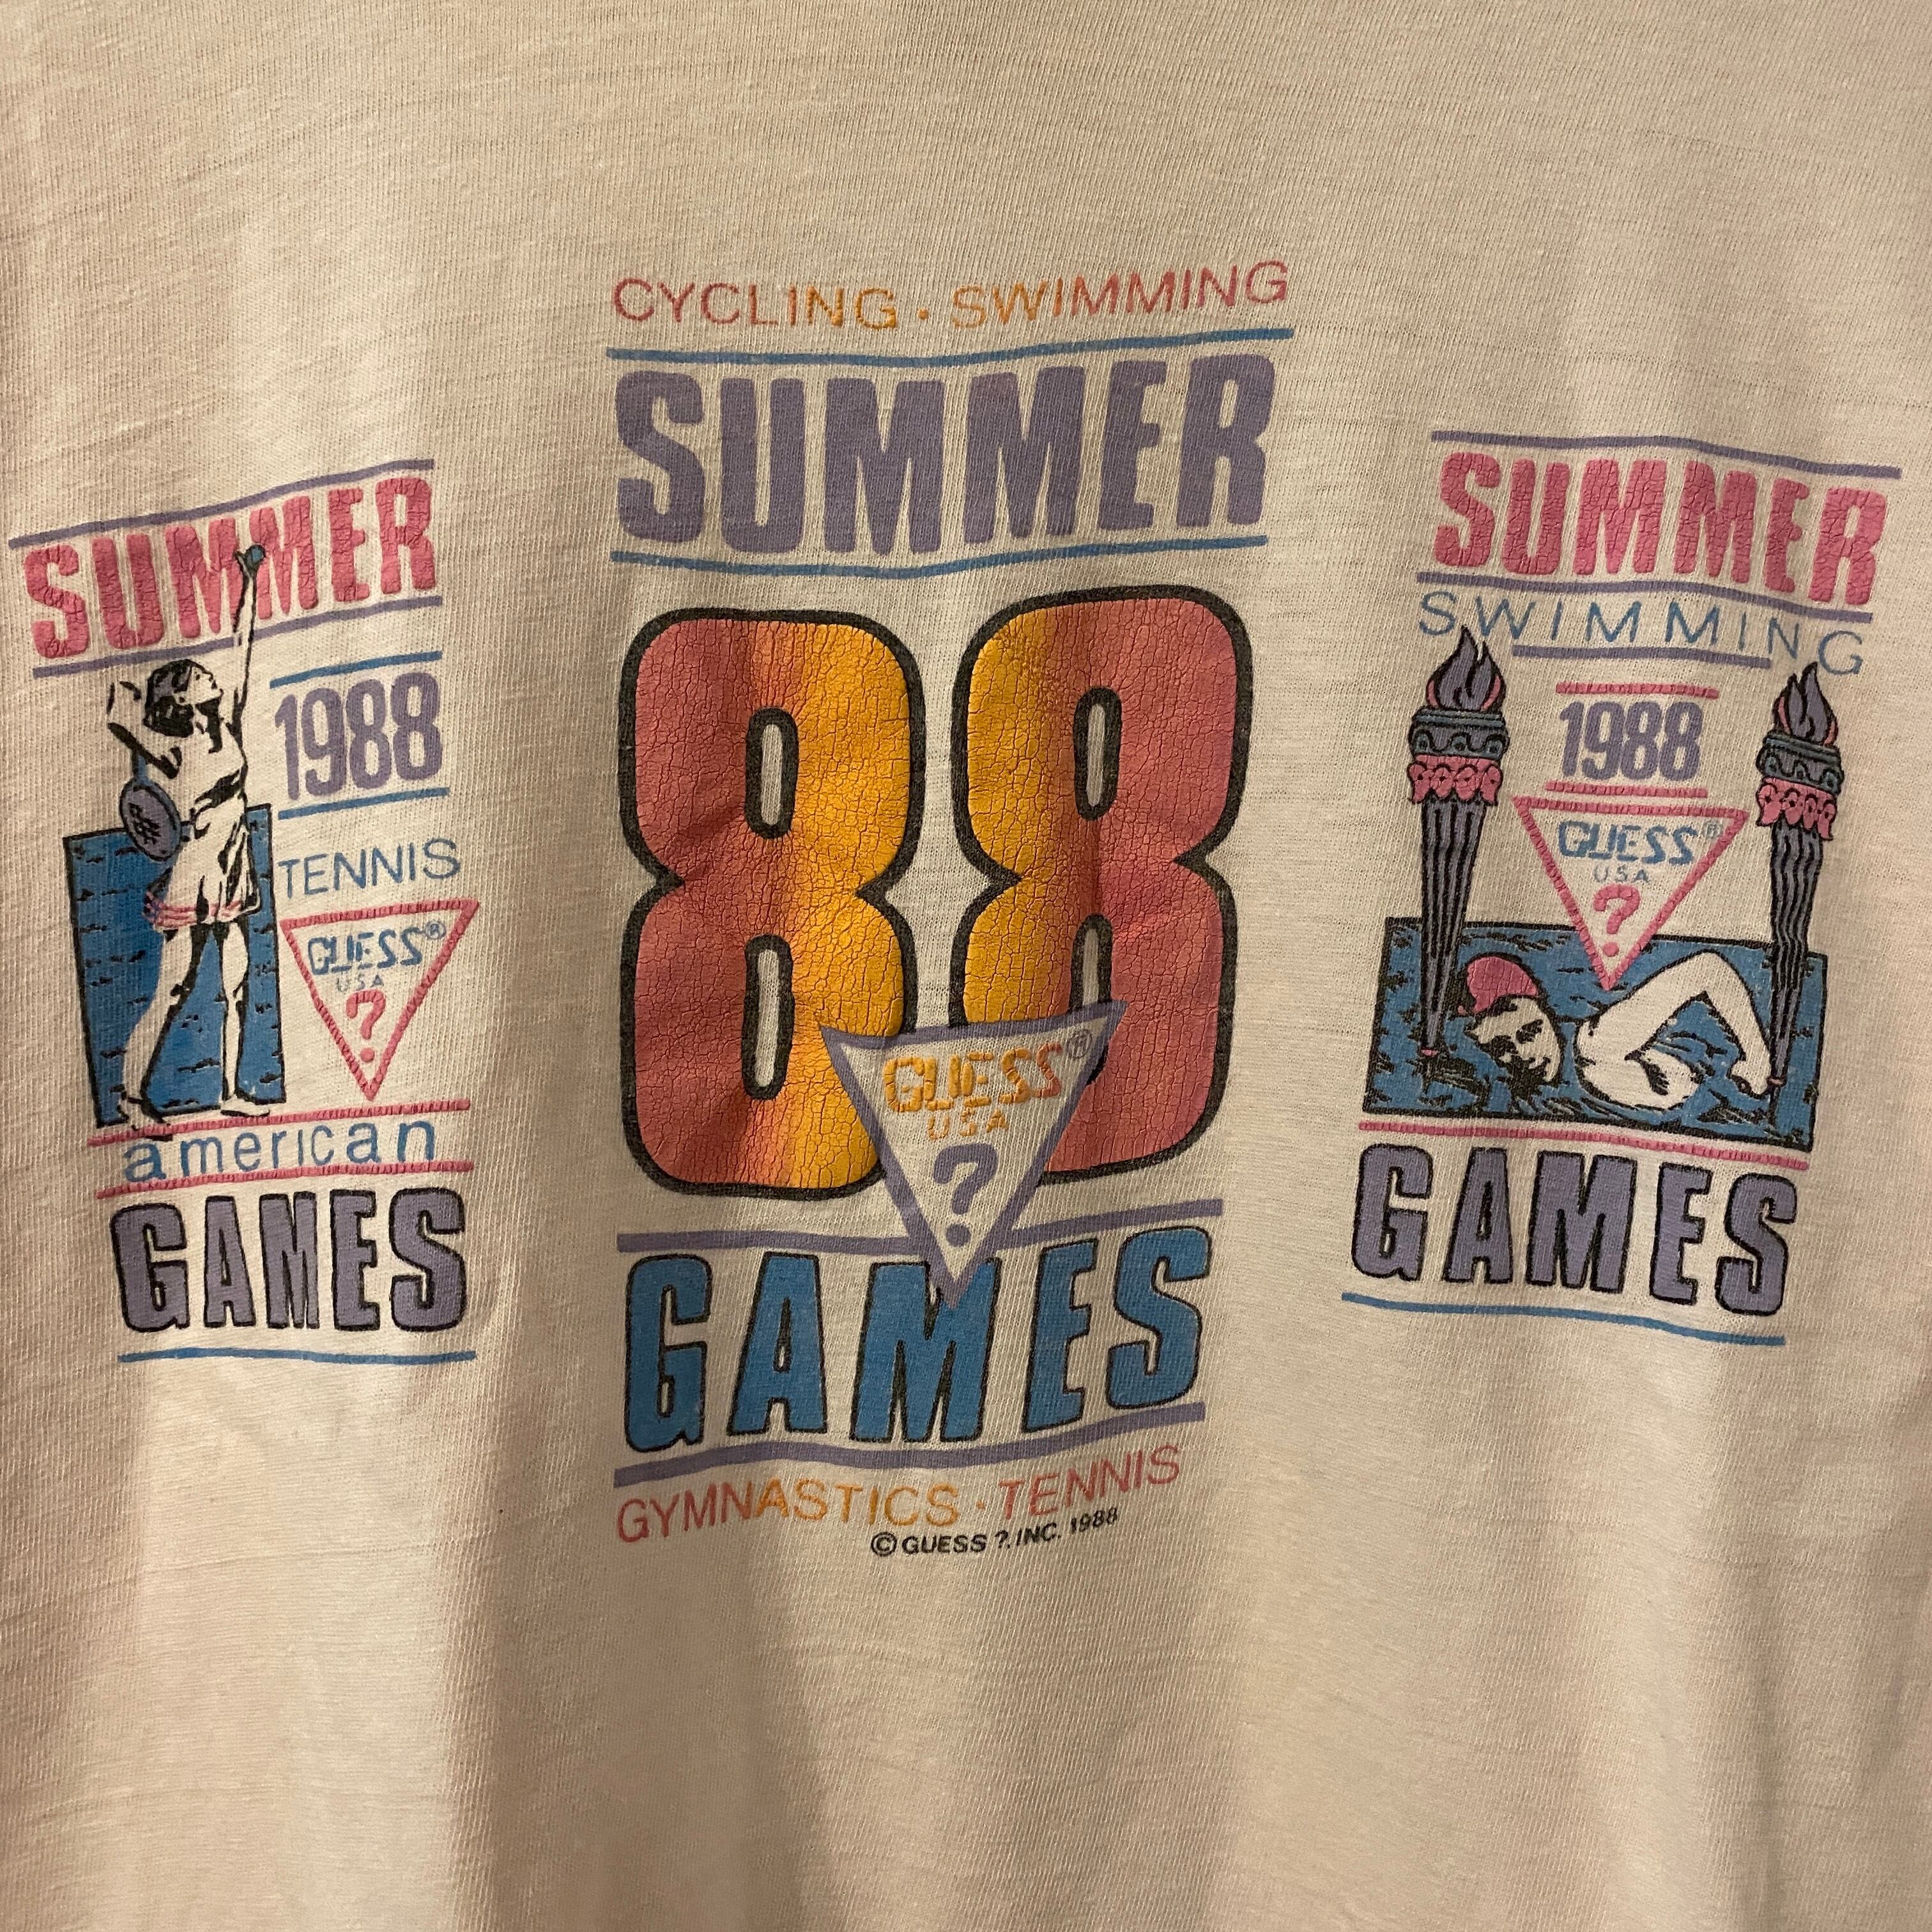 SUMMER
1988
TENNIS
GUESS®
USA
?
american
GAMES
CYCLING · SWIMMING
SUMMER
88
GUESS®
USA
?
GAMES
GYMNASTICS · TENNIS
© GUESS ?, INC. 1988
SUMMER
SWIMMING
1988
GUESS®
USA
?
GAMES